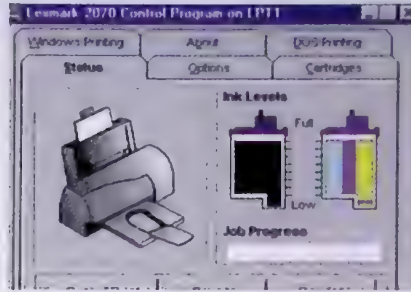 Lexmark 2070 Control Program on LPT1
Windows Printing About DOS Printing
Status Options Cartridges
Ink Levels
Full
Low
Job Progress